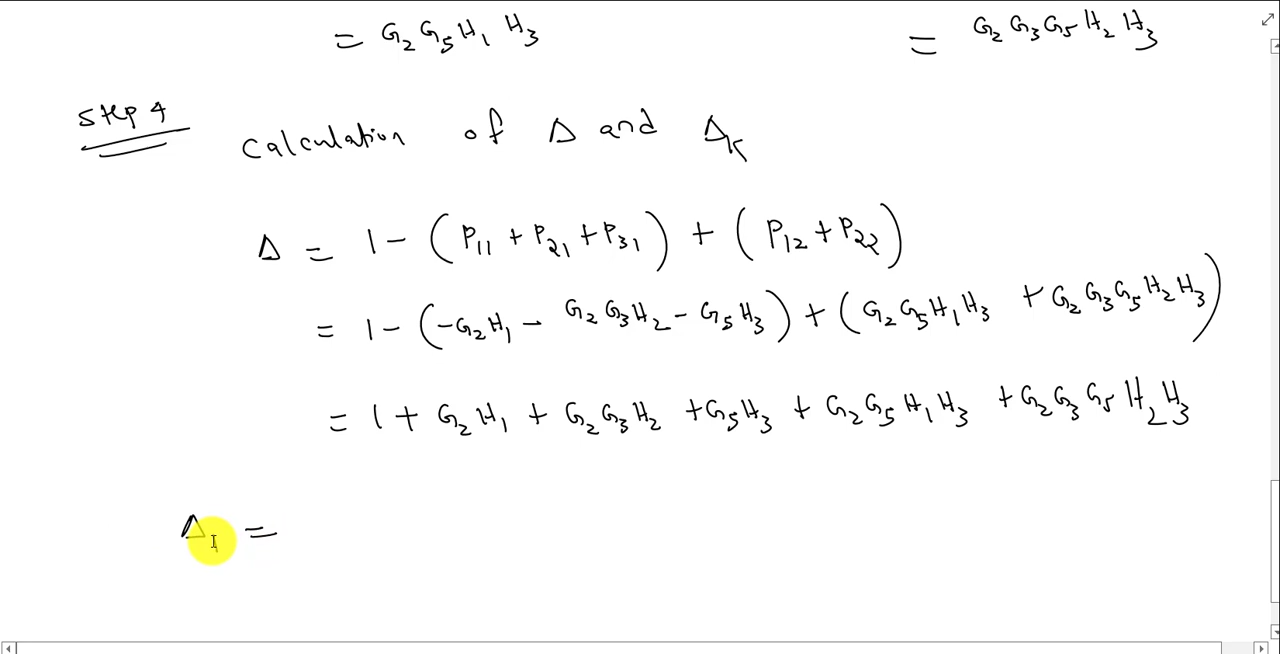 = G₂G₅H₁H₃
= G₂G₃G₅H₂H₃
Step 4
Calculation of Δ and Δₖ
Δ = 1 - (P₁₁ + P₂₁ + P₃₁) + (P₁₂ + P₂₂)
= 1 - (-G₂H₁ - G₂G₃H₂ - G₅H₃) + (G₂G₅H₁H₃ + G₂G₃G₅H₂H₃)
= 1 + G₂H₁ + G₂G₃H₂ + G₅H₃ + G₂G₅H₁H₃ + G₂G₃G₅H₂H₃
Δ₁ =